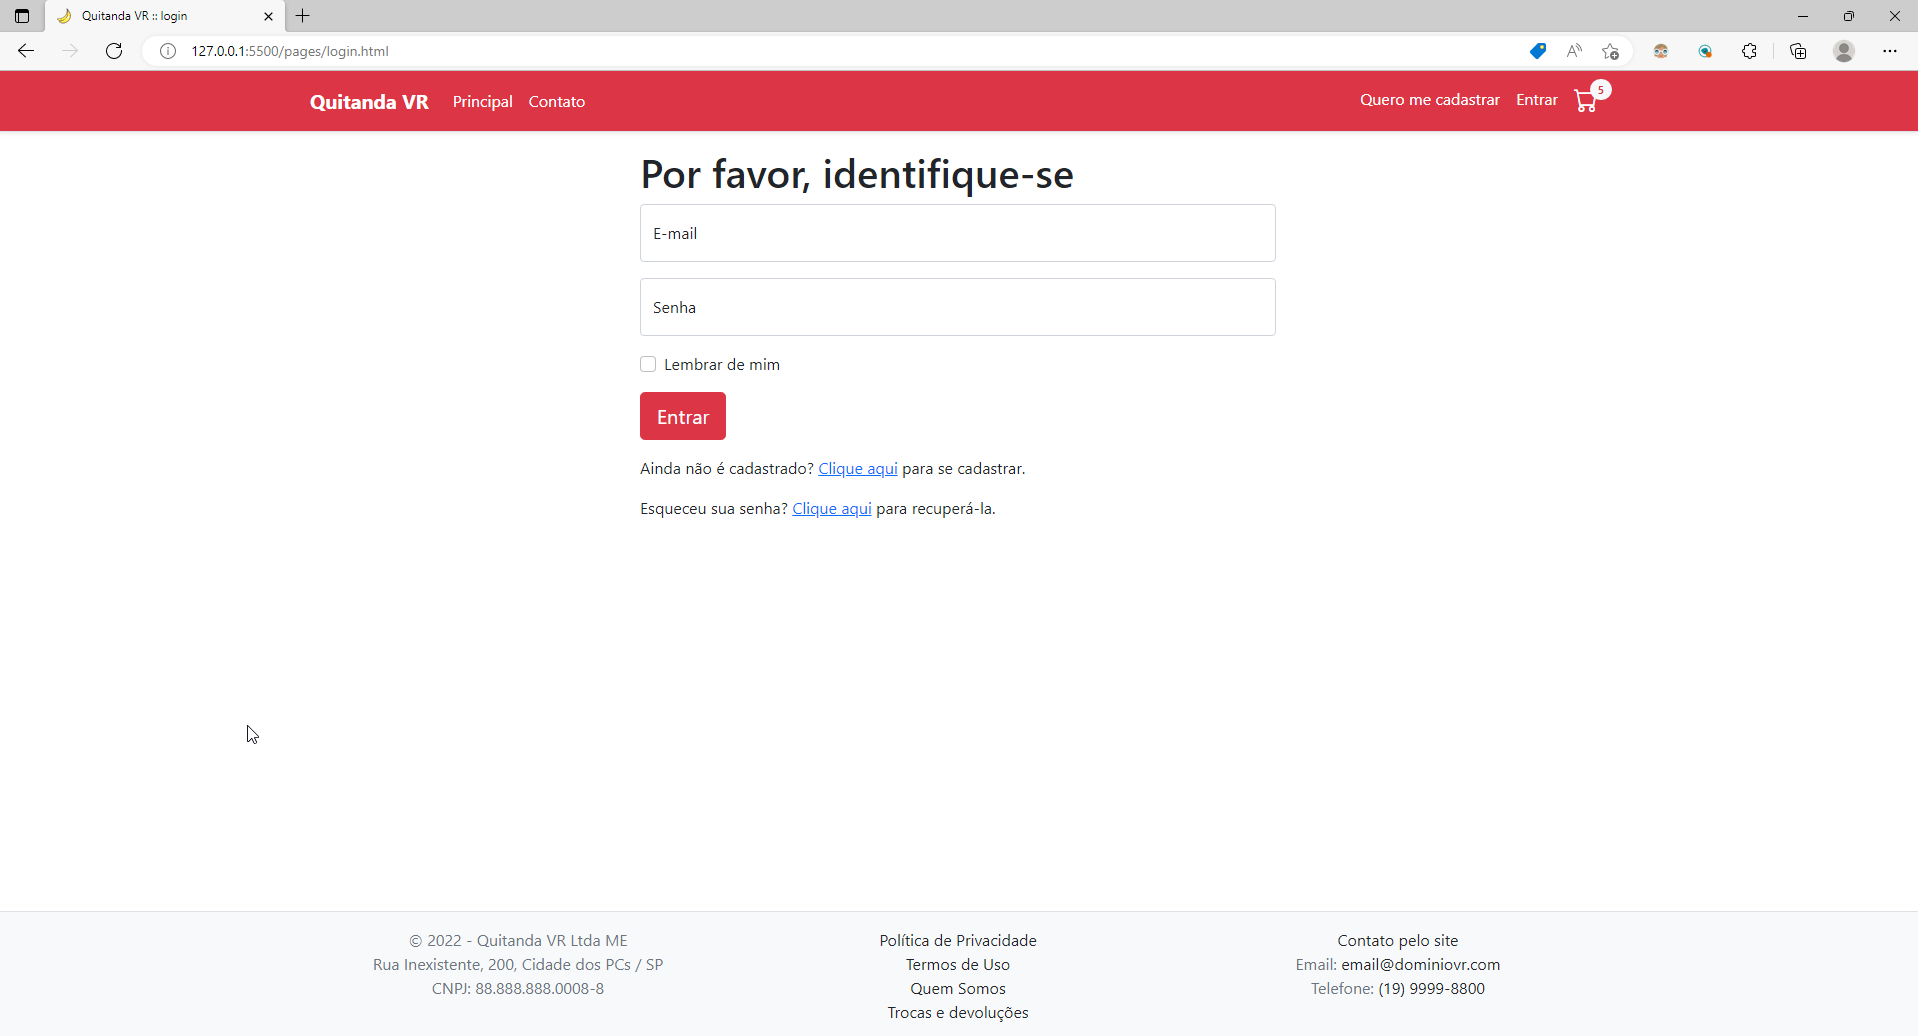 Quitanda VR :: login
127.0.0.1:5500/pages/login.html
Quitanda VR Principal Contato Quero me cadastrar Entrar 5
Por favor, identifique-se
E-mail
Senha
Lembrar de mim
Entrar
Ainda não é cadastrado? Clique aqui para se cadastrar.
Esqueceu sua senha? Clique aqui para recuperá-la.
© 2022 - Quitanda VR Ltda ME
Rua Inexistente, 200, Cidade dos PCs / SP
CNPJ: 88.888.888.0008-8
Política de Privacidade
Termos de Uso
Quem Somos
Trocas e devoluções
Contato pelo site
Email: email@dominiovr.com
Telefone: (19) 9999-8800